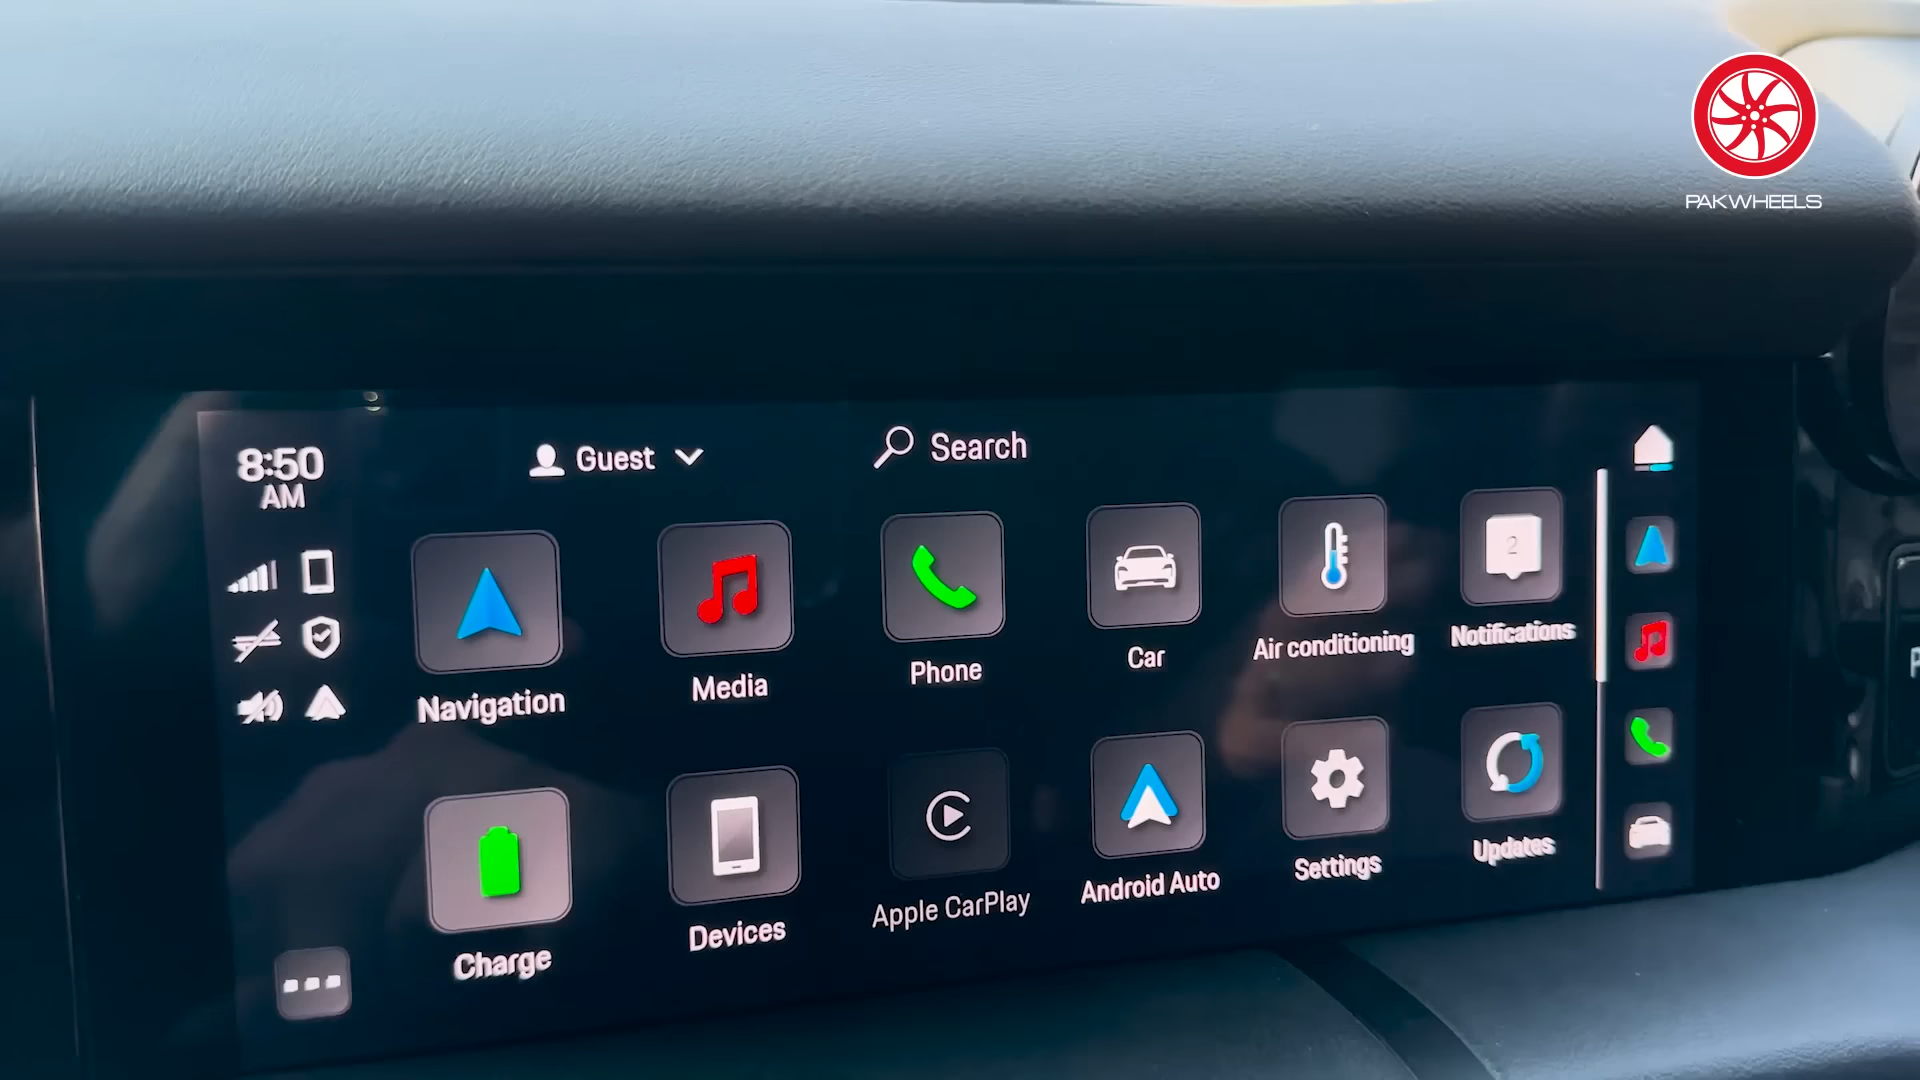 PAKWHEELS
8:50
AM
Guest
Search
Navigation
Media
Phone
Car
Air conditioning
2
Notifications
Charge
Devices
Apple CarPlay
Android Auto
Settings
Updates